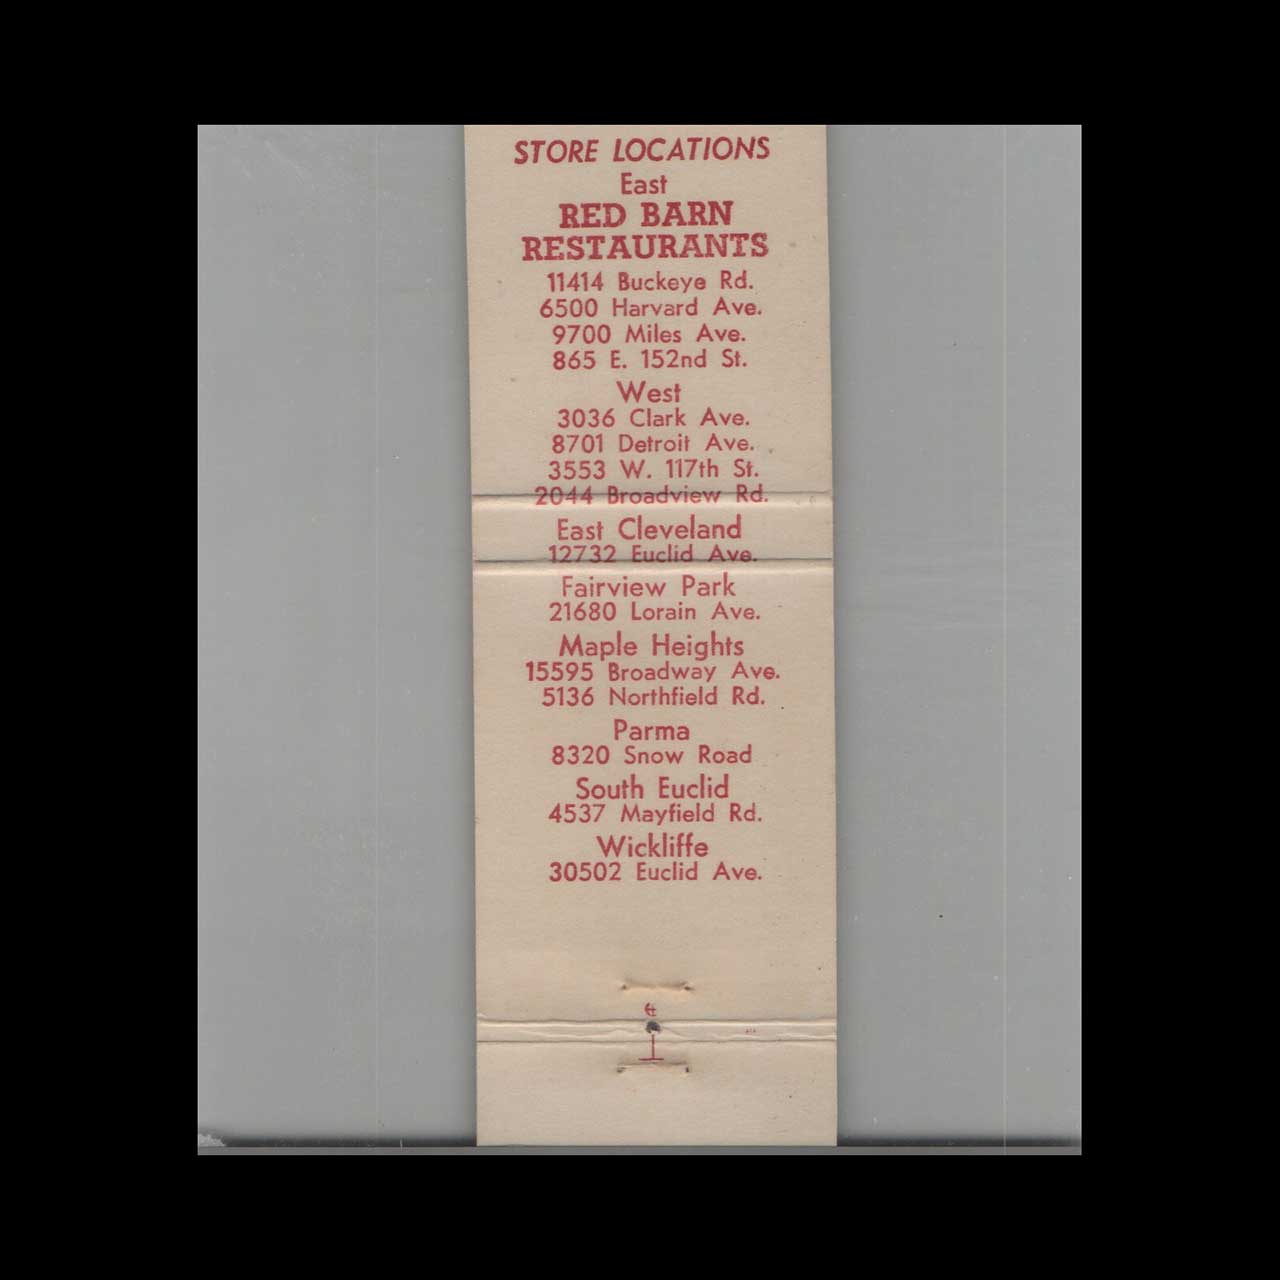 STORE LOCATIONS
East
RED BARN
RESTAURANTS
11414 Buckeye Rd.
6500 Harvard Ave.
9700 Miles Ave.
865 E. 152nd St.
West
3036 Clark Ave.
8701 Detroit Ave.
3553 W. 117th St.
2044 Broadview Rd.
East Cleveland
12732 Euclid Ave.
Fairview Park
21680 Lorain Ave.
Maple Heights
15595 Broadway Ave.
5136 Northfield Rd.
Parma
8320 Snow Road
South Euclid
4537 Mayfield Rd.
Wickliffe
30502 Euclid Ave.